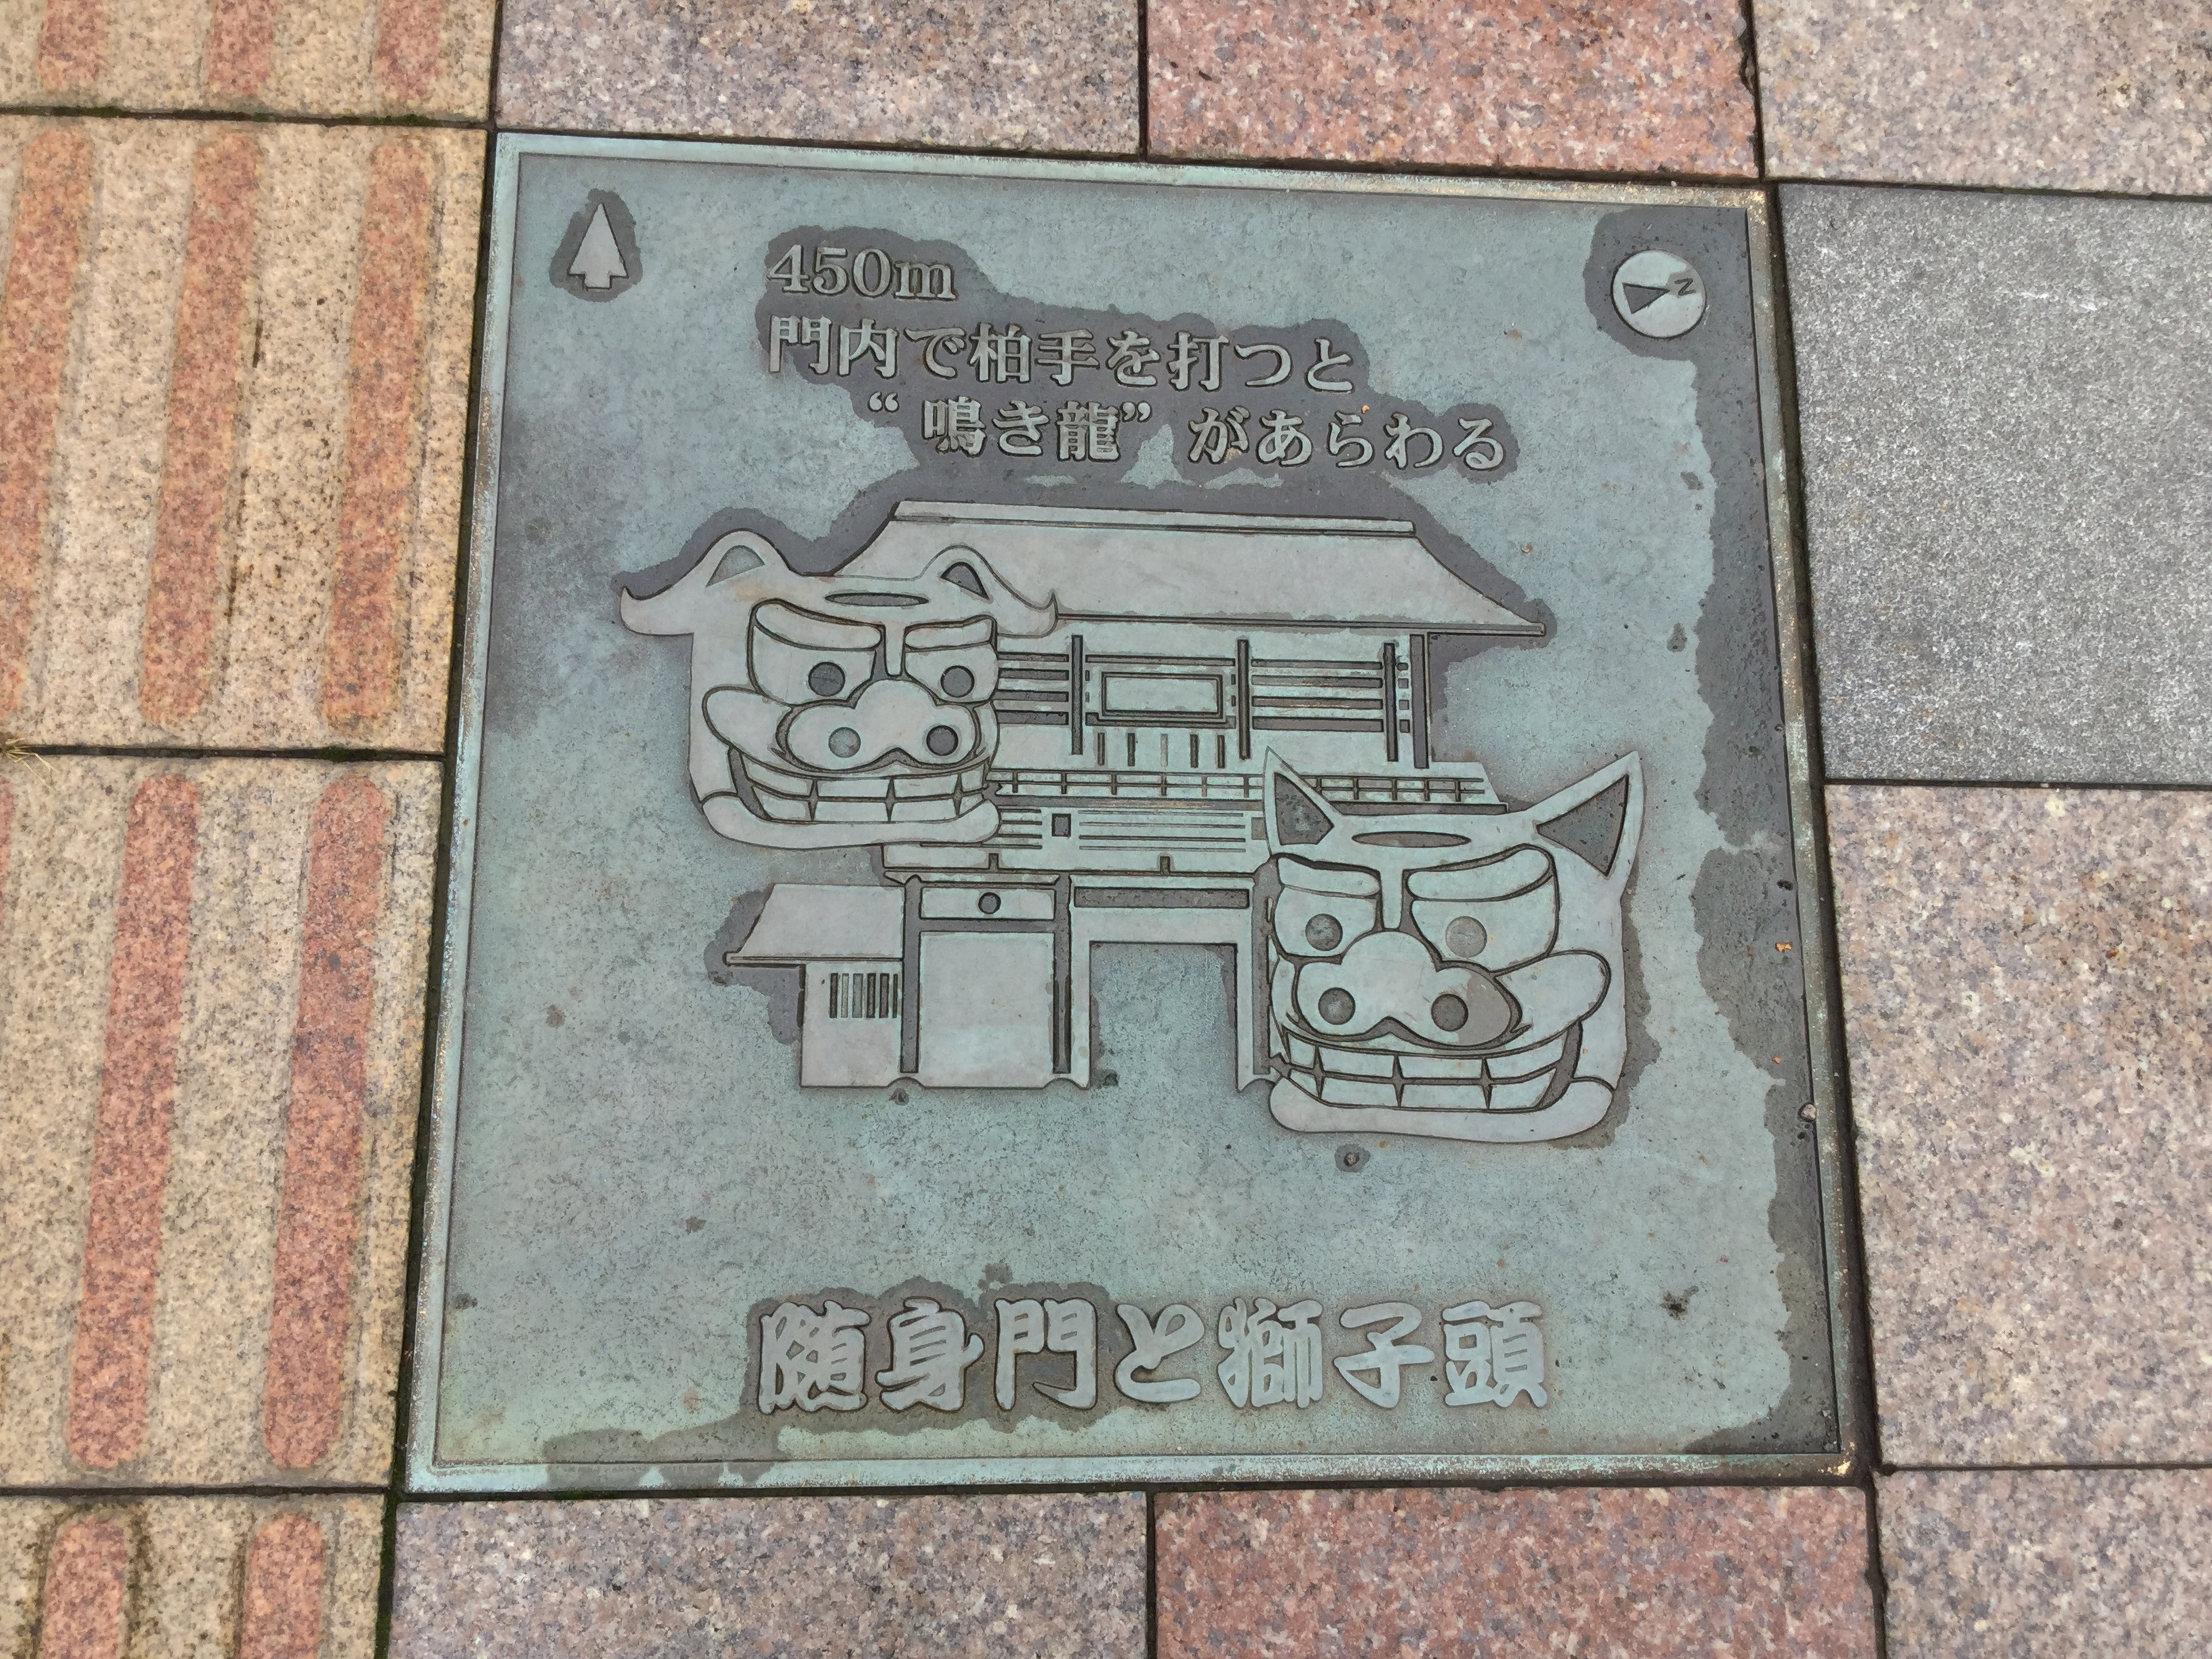 450m
N
門内で柏手を打つと
“鳴き龍”があらわる
随身門と獅子頭